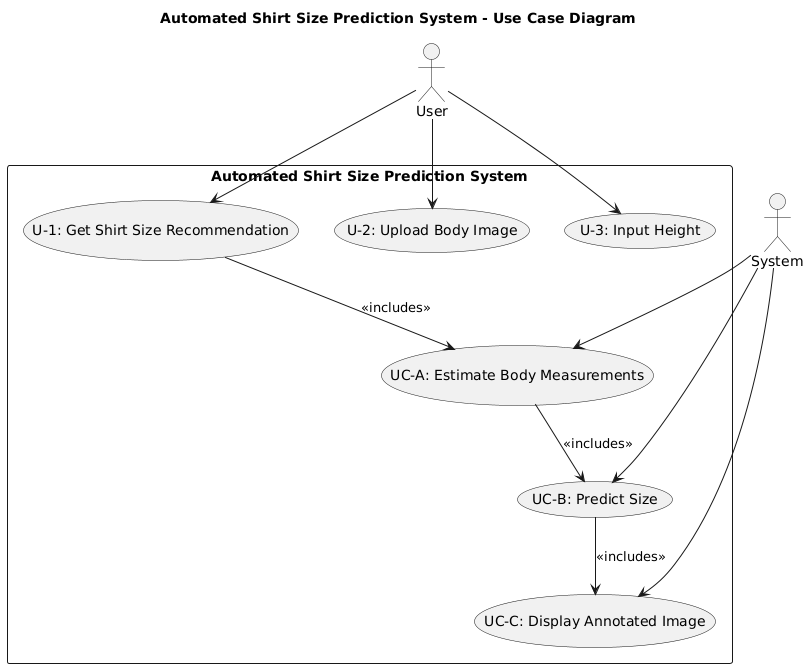 Automated Shirt Size Prediction System - Use Case Diagram
User
Automated Shirt Size Prediction System
U-1: Get Shirt Size Recommendation
U-2: Upload Body Image
U-3: Input Height
System
«includes»
UC-A: Estimate Body Measurements
«includes»
UC-B: Predict Size
«includes»
UC-C: Display Annotated Image